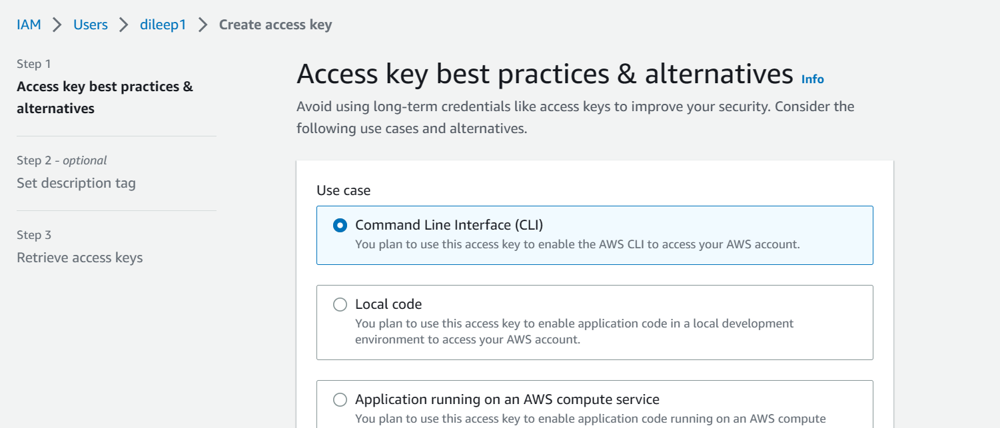 IAM > Users > dileep1 > Create access key
Step 1
Access key best practices &
alternatives
Step 2 - optional
Set description tag
Step 3
Retrieve access keys
Access key best practices & alternatives Info
Avoid using long-term credentials like access keys to improve your security. Consider the
following use cases and alternatives.
Use case
Command Line Interface (CLI)
You plan to use this access key to enable the AWS CLI to access your AWS account.
Local code
You plan to use this access key to enable application code in a local development
environment to access your AWS account.
Application running on an AWS compute service
You plan to use this access key to enable application code running on an AWS compute